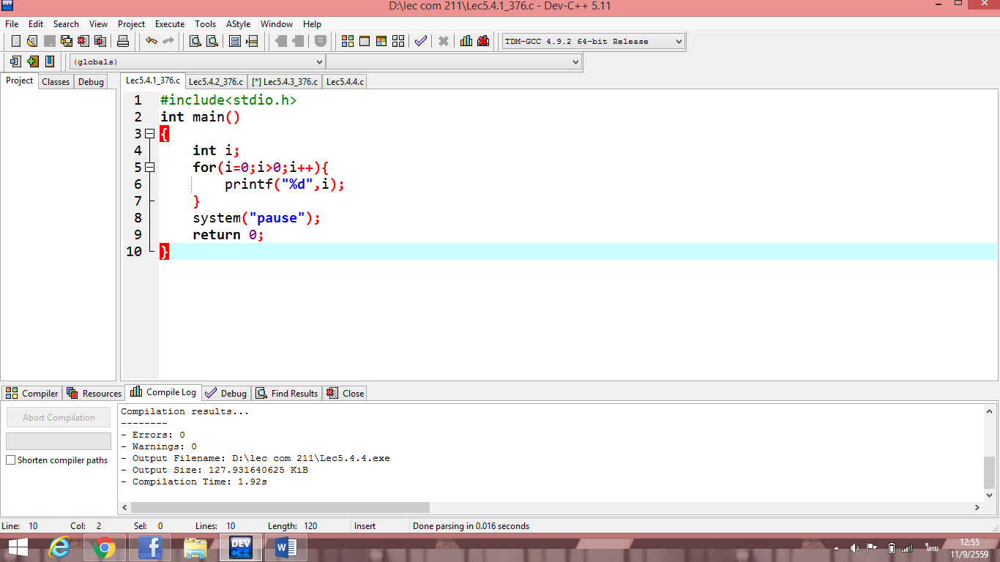 D:\lec com 211\Lec5.4.1_376.c - Dev-C++ 5.11
File Edit Search View Project Execute Tools AStyle Window Help
TDM-GCC 4.9.2 64-bit Release
(globals)
Project Classes Debug
Lec5.4.1_376.c Lec5.4.2_376.c [*] Lec5.4.3_376.c Lec5.4.4.c
1 #include<stdio.h>
2 int main()
3 {
4 int i;
5 for(i=0;i>0;i++){
6 printf("%d",i);
7 }
8 system("pause");
9 return 0;
10 }
Compiler Resources Compile Log Debug Find Results Close
Abort Compilation
Shorten compiler paths
Compilation results...
--------
- Errors: 0
- Warnings: 0
- Output Filename: D:\lec com 211\Lec5.4.4.exe
- Output Size: 127.931640625 KiB
- Compilation Time: 1.92s
Line: 10 Col: 2 Sel: 0 Lines: 10 Length: 120 Insert Done parsing in 0.016 seconds
DEV C++
ไทย
12:55
11/9/2559